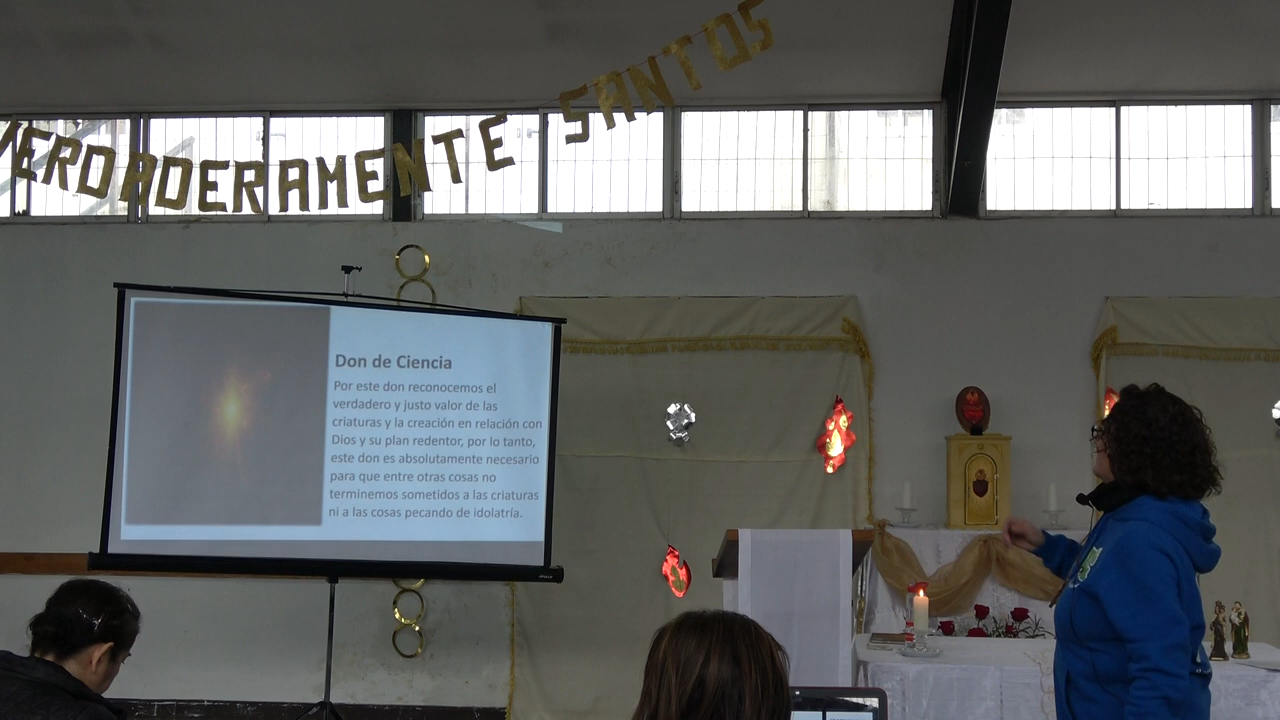 VERDADERAMENTE SANTOS
Don de Ciencia
Por este don reconocemos el
verdadero y justo valor de las
criaturas y la creación en relación con
Dios y su plan redentor, por lo tanto,
este don es absolutamente necesario
para que entre otras cosas no
terminemos sometidos a las criaturas
ni a las cosas pecando de idolatría.